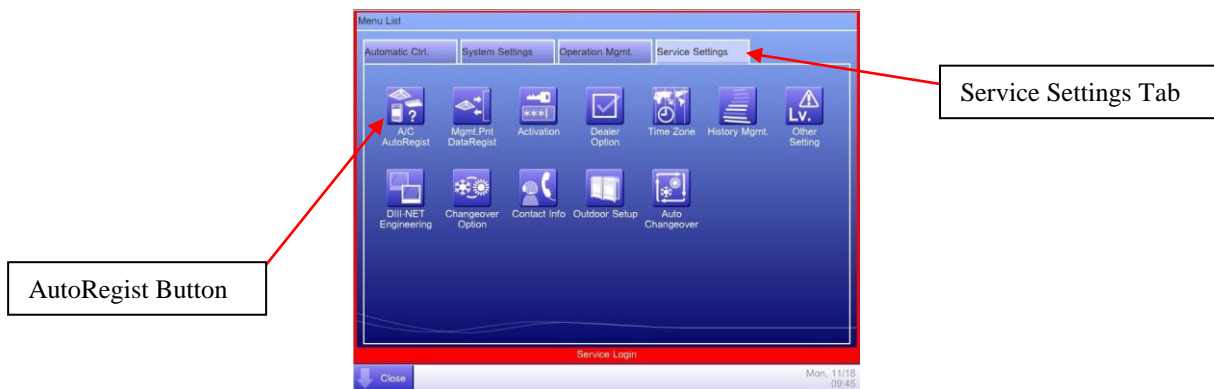 Menu List
Automatic Ctrl.
System Settings
Operation Mgmt.
Service Settings
Service Settings Tab
A/C
AutoRegist
Mgmt.Pnt
DataRegist
***
Activation
Dealer
Option
Time Zone
History Mgmt.
LV.
Other
Setting
DIII-NET
Engineering
Changeover
Option
Contact Info
Outdoor Setup
Auto
Changeover
AutoRegist Button
Service Login
Close
Mon, 11/18
09:45